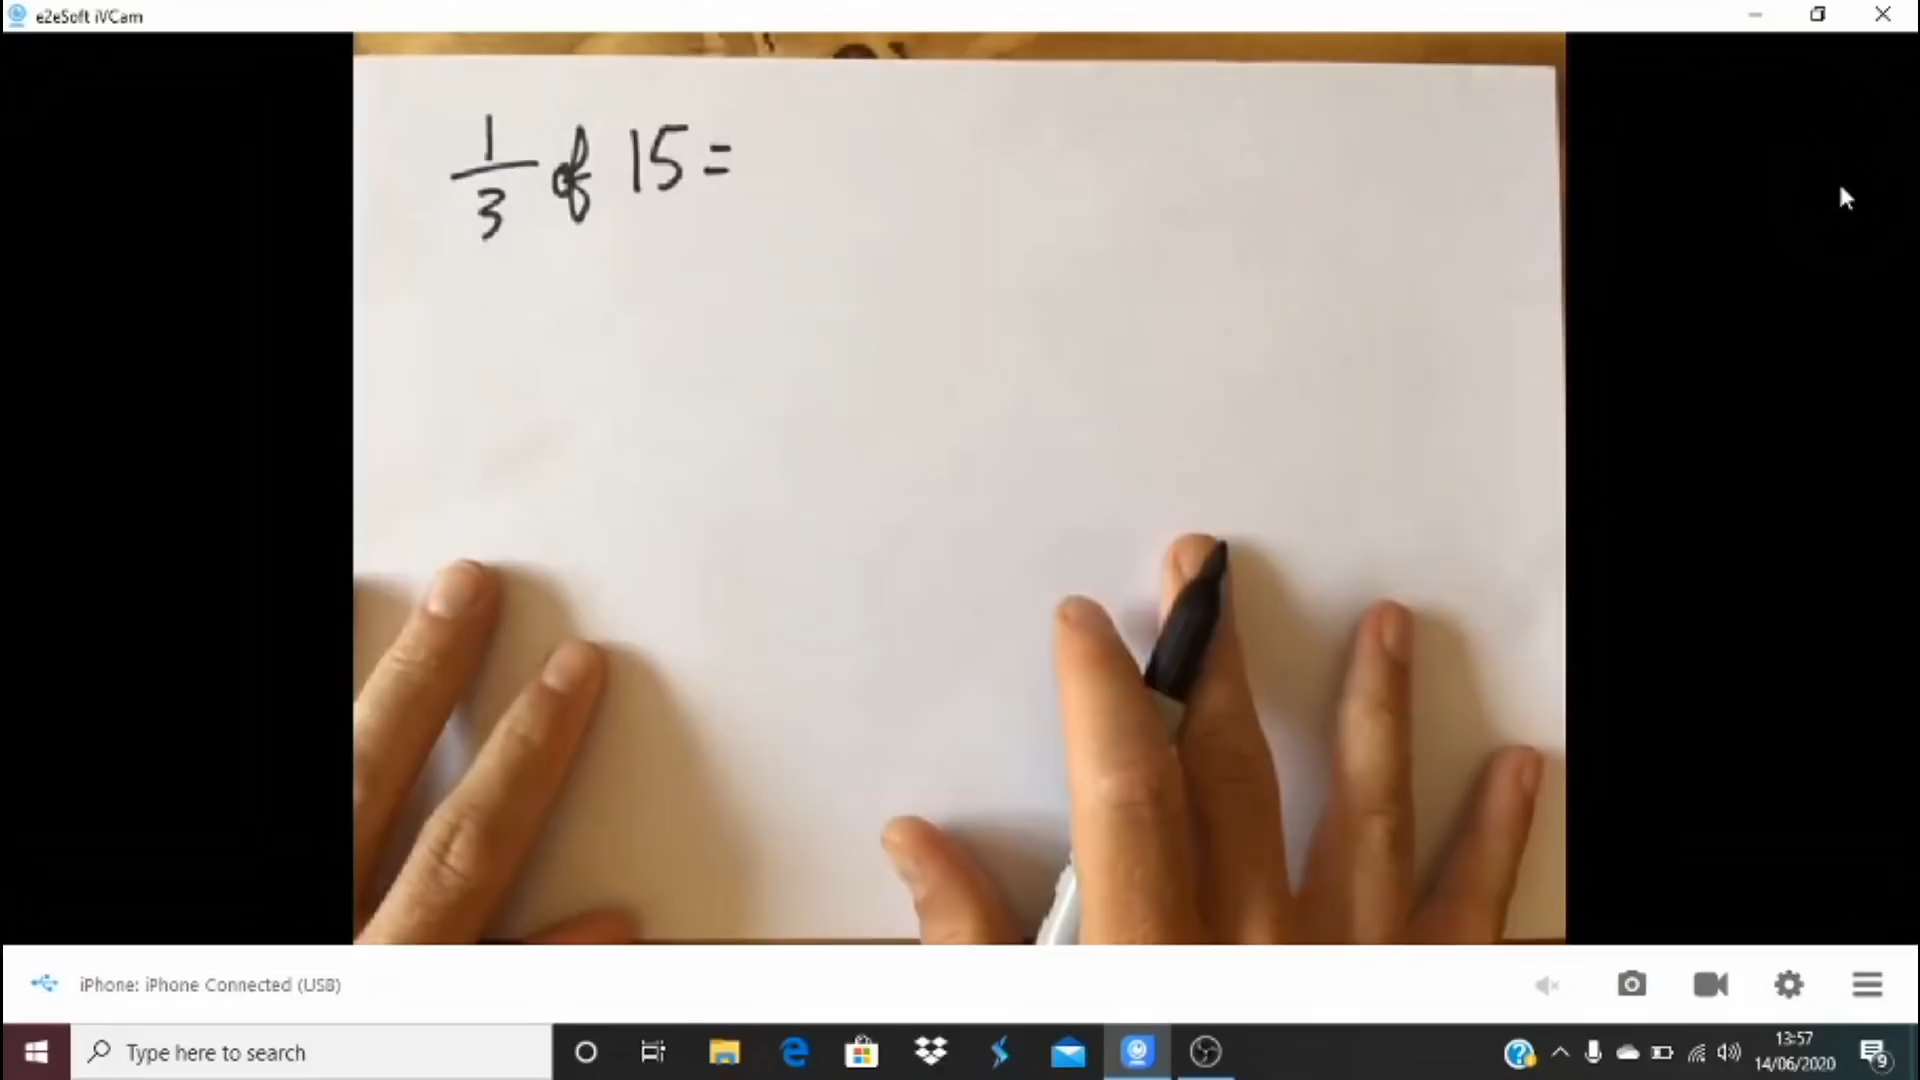 e2eSoft iVCam
1/3 of 15 =
iPhone: iPhone Connected (USB)
Type here to search
13:57
14/06/2020
9